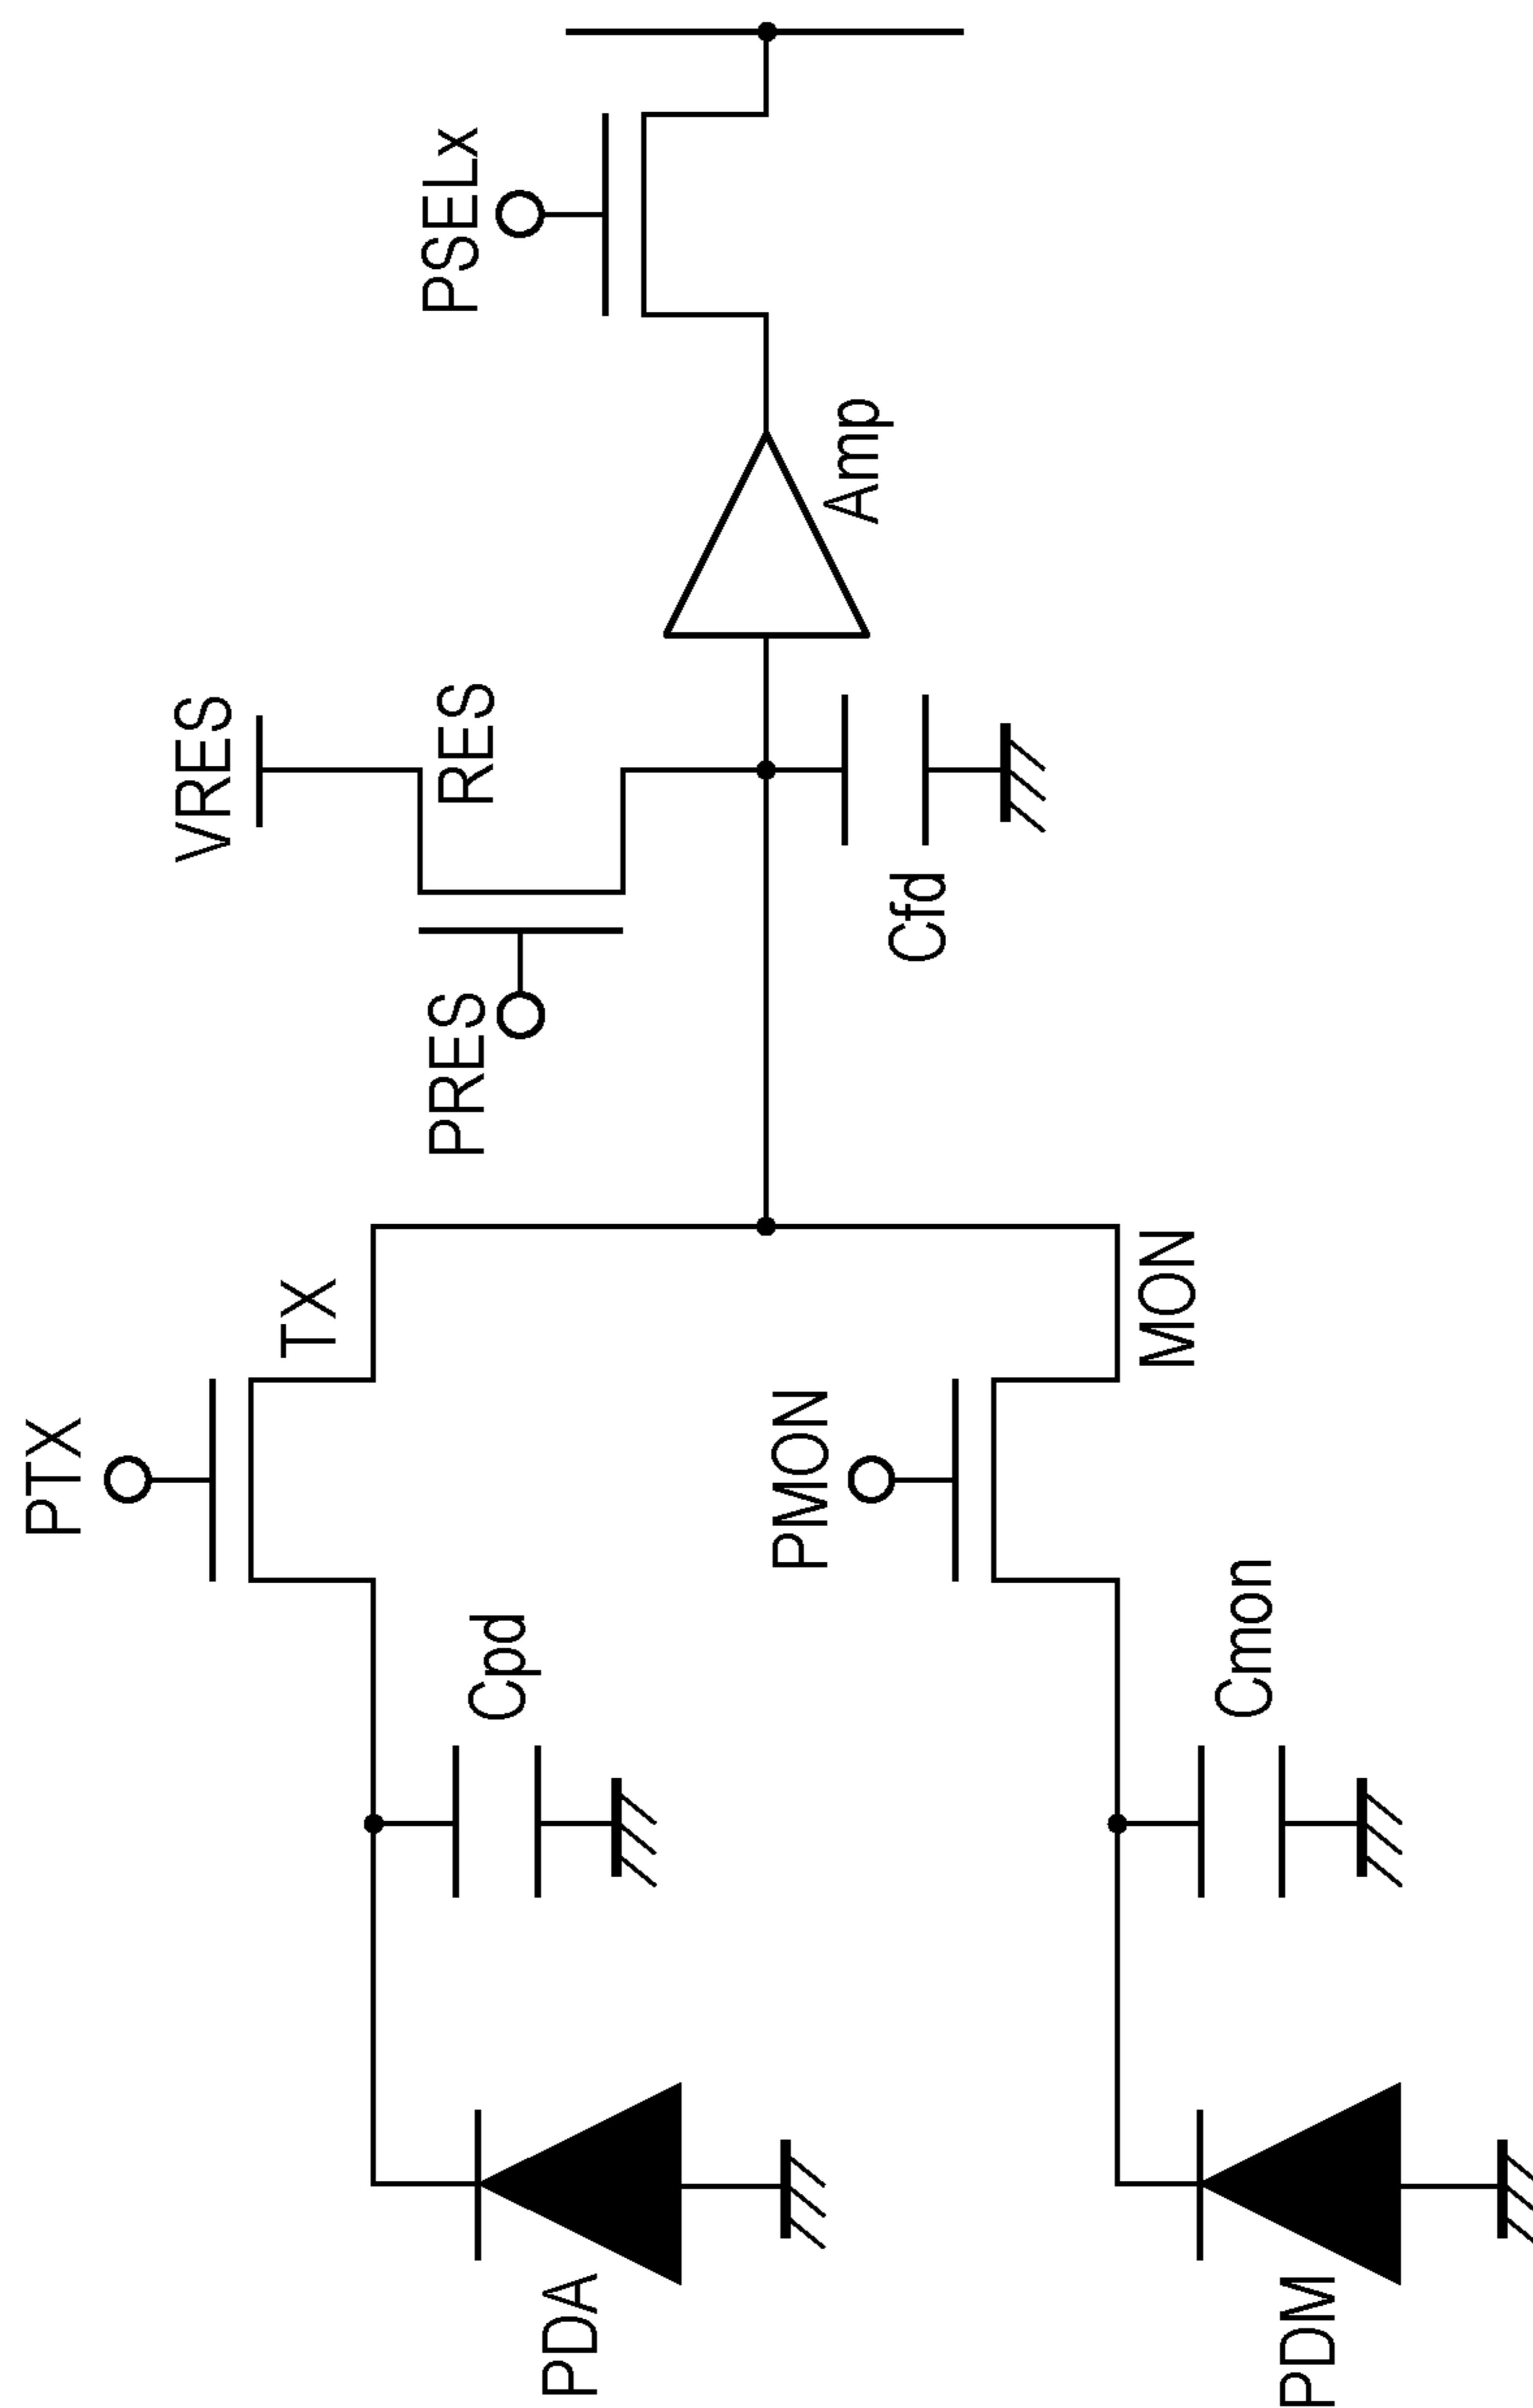 PTX
TX
VRES
PRES
RES
PSELx
Cpd
PDA
PMON
MON
Cfd
Amp
Cmon
PDM